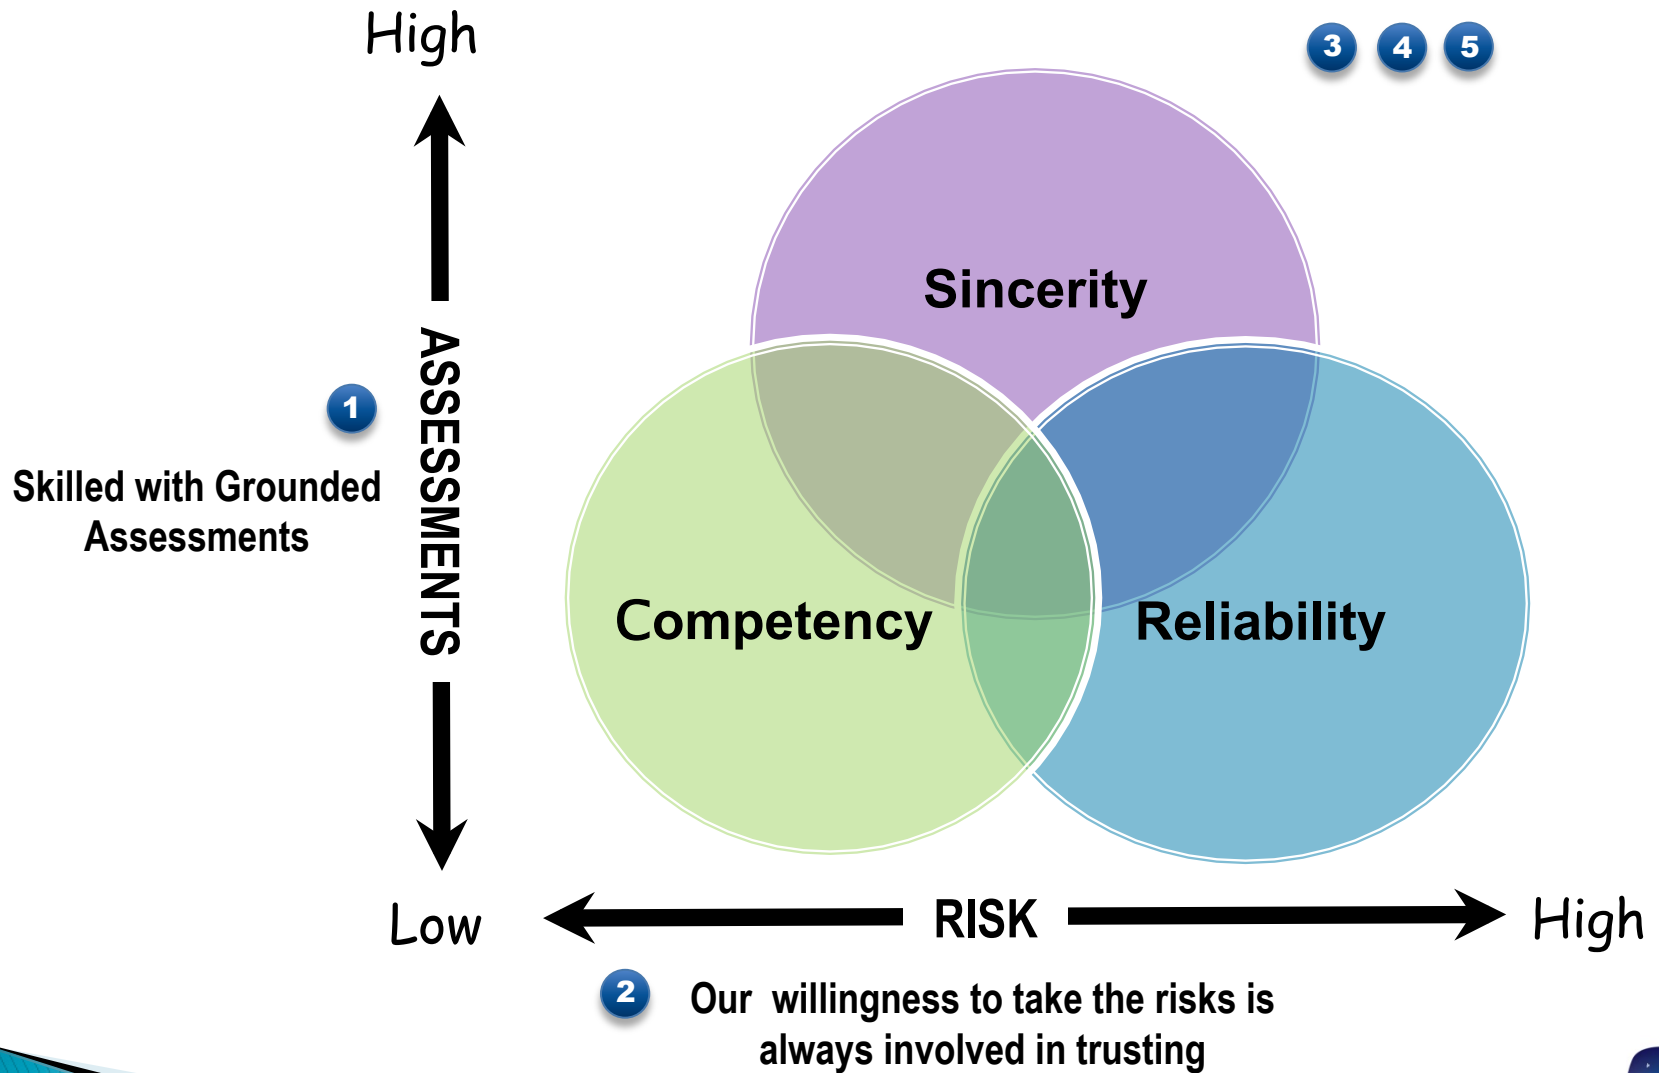 High
3 4 5
Sincerity
ASSESSMENTS
1
Skilled with Grounded
Assessments
Competency
Reliability
Low
RISK
High
2
Our willingness to take the risks is
always involved in trusting